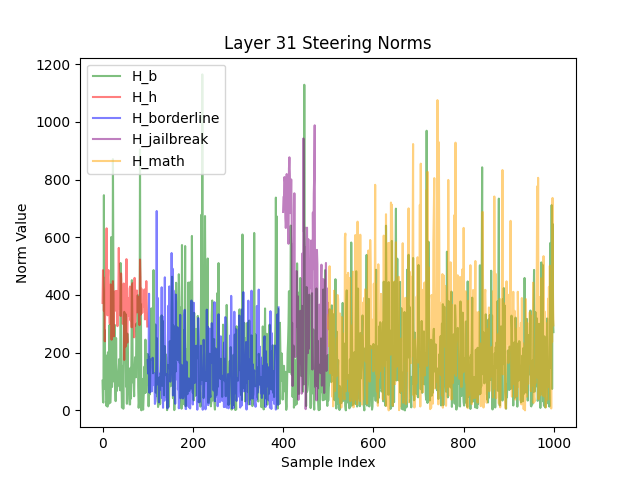 Layer 31 Steering Norms
H_b
H_h
H_borderline
H_jailbreak
H_math
Norm Value
1200
1000
800
600
400
200
0
0 200 400 600 800 1000
Sample Index